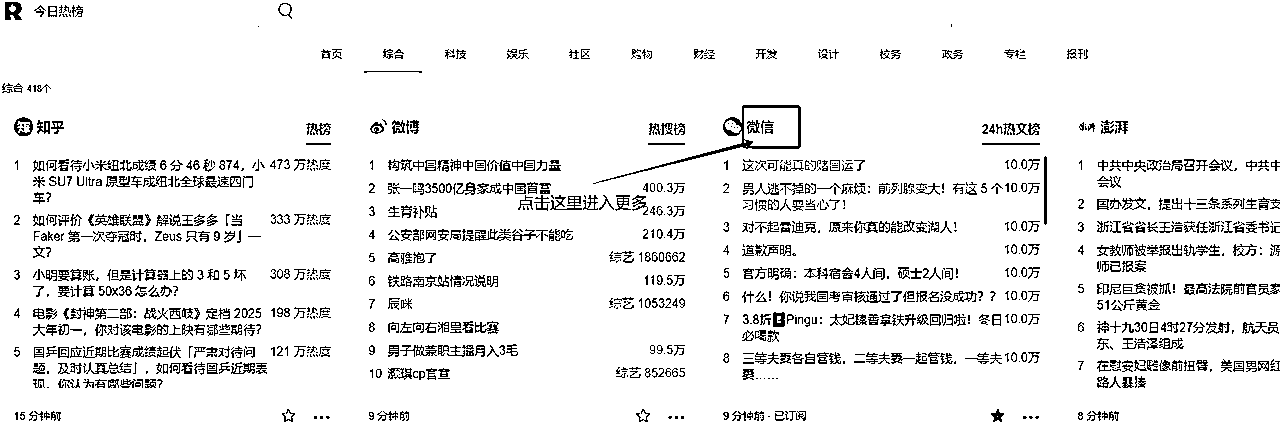 今日热榜
首页 综合 科技 娱乐 社区 购物 财经 开发 设计 校务 政务 专栏 报刊
综合 418个
知乎 热榜
1 如何看待小米纽北成绩 6 分 46 秒 874，小 473 万热度
米 SU7 Ultra 原型车成纽北全球最速四门
车？
2 如何评价《英雄联盟》解说王多多「当 333 万热度
Faker 第一次夺冠时，Zeus 只有 9 岁」一
文？
3 小明要算账，但是计算器上的 3 和 5 坏 308 万热度
了，要计算 50x36 怎么办？
4 电影《封神第二部：战火西岐》定档 2025 198 万热度
大年初一，你对该电影的上映有哪些期待？
5 国乒回应近期比赛成绩起伏「严肃对待问 121 万热度
题，及时认真总结」，如何看待国乒近期表
现，你认为有哪些问题？
15 分钟前
微博 热搜榜
1 构筑中国精神中国价值中国力量
2 张一鸣3500亿身家成中国首富 400.3万
3 生育补贴 246.3万
4 公安部网安局提醒此类谷子不能吃 210.4万
5 高雅抱了 综艺 1860662
6 铁路南京站情况说明 119.5万
7 辰咪 综艺 1053249
8 向左向右湘里看比赛
9 男子做兼职主播月入3毛 99.5万
10 灏琪cp官宣 综艺 852665
9 分钟前
点击这里进入更多
微信 24h热文榜
1 这次可能真的赌国运了 10.0万
2 男人逃不掉的一个麻烦：前列腺变大！有这 5 个 10.0万
习惯的人要当心了！
3 对不起雷迪克，原来你真的能改变湖人！ 10.0万
4 道歉声明。 10.0万
5 官方明确：本科宿舍4人间，硕士2人间！ 10.0万
6 什么！你说我国考审核通过了但报名没成功？？ 10.0万
7 3.8折 Pingu：太妃榛香拿铁升级回归啦！冬日 10.0万
必喝款
8 三等夫妻各自管钱，二等夫妻一起管钱，一等夫 10.0万
妻……
9 分钟前 · 已订阅
澎湃
1 中共中央政治局召开会议，中共中
会议
2 国办发文，提出十三条系列生育支
3 浙江省省长王浩获任浙江省委书记
4 女教师被举报出轨学生，校方：涉
师已报案
5 印尼巨贪被抓！最高法院前官员家
51公斤黄金
6 神十九30日4时27分发射，航天员
东、王浩泽组成
7 在慰安妇雕像前扭臀，美国男网红
路人暴揍
8 分钟前